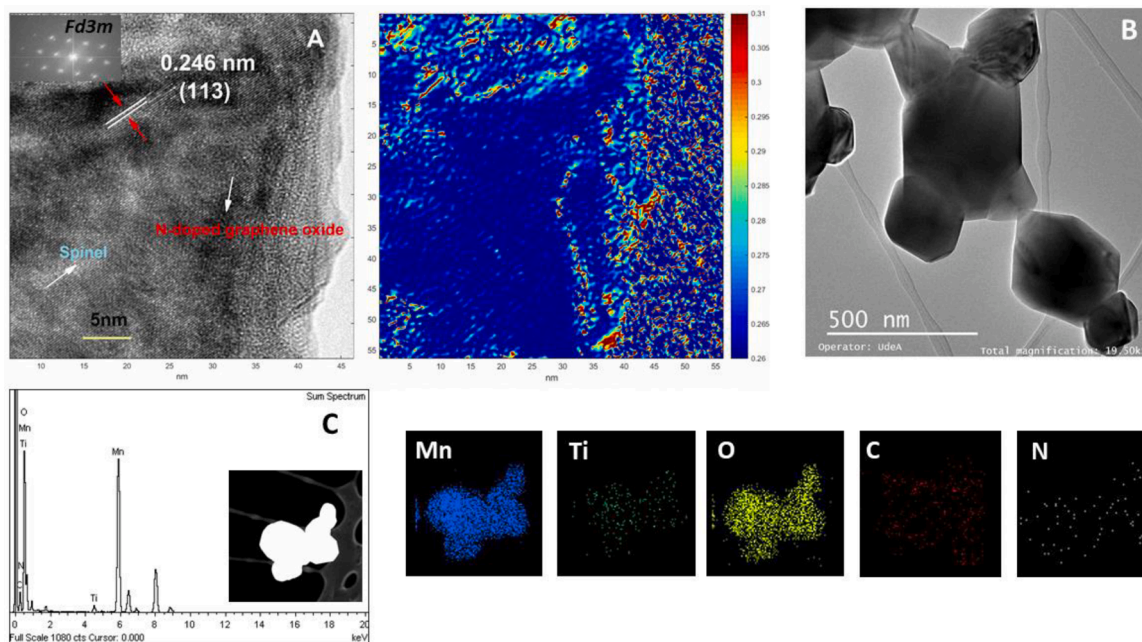 Fd3m
A
0.246 nm
(113)
N-doped graphene oxide
Spinel
5nm
10 15 20 25 30 35 40 45
nm
5
10
15
20
25
30
35
40
45
50
55
5 10 15 20 25 30 35 40 45 50 55
nm
0.31
0.305
0.3
0.295
0.29
0.285
0.28
0.275
0.27
0.265
0.26
B
500 nm
Operator: UdeA
Total magnification: 19.50k
Sum Spectrum
C
O
Mn
Ti
Mn
N
C
Ti
0 2 4 6 8 10 12 14 16 18 20
Full Scale 1080 cts Cursor: 0.000
keV
Mn
Ti
O
C
N